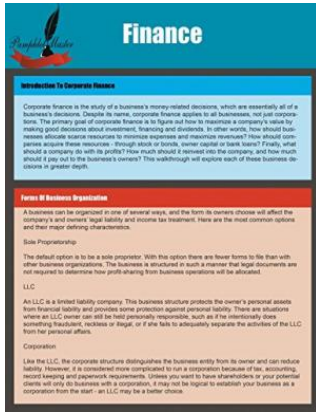 Pamphlet Master
Finance
Introduction To Corporate Finance
Corporate finance is the study of a business's money-related decisions, which are essentially all of a
business's decisions. Despite its name, corporate finance applies to all businesses, not just corpora-
tions. The primary goal of corporate finance is to figure out how to maximize a company's value by
making good decisions about investment, financing and dividends. In other words, how should busi-
nesses allocate scarce resources to minimize expenses and maximize revenues? How should com-
panies acquire these resources - through stock or bonds, owner capital or bank loans? Finally, what
should a company do with its profits? How much should it reinvest into the company, and how much
should it pay out to the business's owners? This walkthrough will explore each of these business de-
cisions in greater depth.
Forms Of Business Organization
A business can be organized in one of several ways, and the form its owners choose will affect the
company's and owners' legal liability and income tax treatment. Here are the most common options
and their major defining characteristics.
Sole Proprietorship
The default option is to be a sole proprietor. With this option there are fewer forms to file than with
other business organizations. The business is structured in such a manner that legal documents are
not required to determine how profit-sharing from business operations will be allocated.
LLC
An LLC is a limited liability company. This business structure protects the owner's personal assets
from financial liability and provides some protection against personal liability. There are situations
where an LLC owner can still be held personally responsible, such as if he intentionally does
something fraudulent, reckless or illegal, or if she fails to adequately separate the activities of the LLC
from her personal affairs.
Corporation
Like the LLC, the corporate structure distinguishes the business entity from its owner and can reduce
liability. However, it is considered more complicated to run a corporation because of tax, accounting,
record keeping and paperwork requirements. Unless you want to have shareholders or your potential
clients will only do business with a corporation, it may not be logical to establish your business as a
corporation from the start - an LLC may be a better choice.